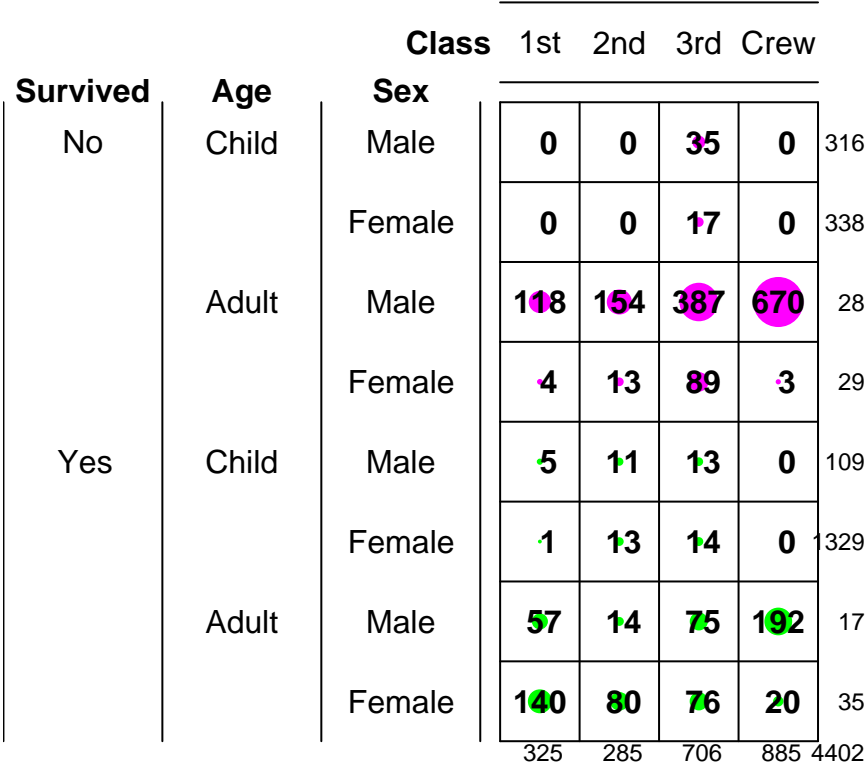 Class 1st 2nd 3rd Crew
Survived Age Sex
No Child Male 0 0 35 0 316
Female 0 0 17 0 338
Adult Male 118 154 387 670 28
Female 4 13 89 3 29
Yes Child Male 5 11 13 0 109
Female 1 13 14 0 1329
Adult Male 57 14 75 192 17
Female 140 80 76 20 35
325 285 706 885 4402